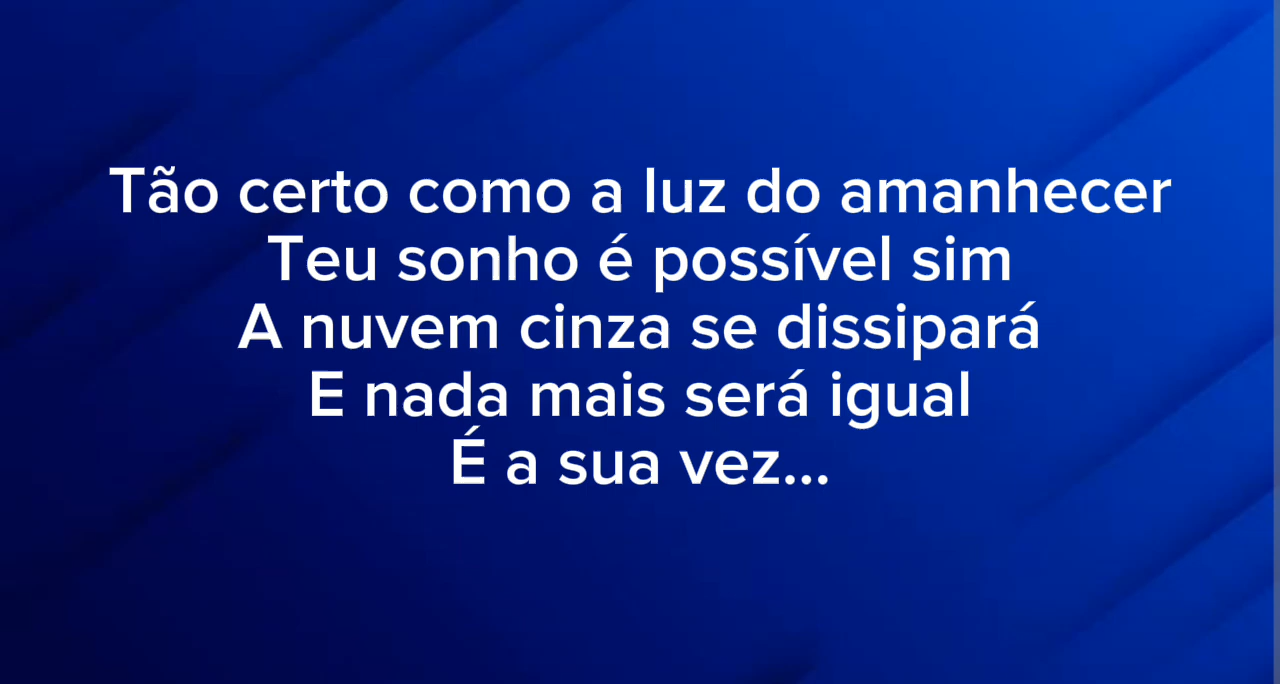 Tão certo como a luz do amanhecer
Teu sonho é possível sim
A nuvem cinza se dissipará
E nada mais será igual
É a sua vez...